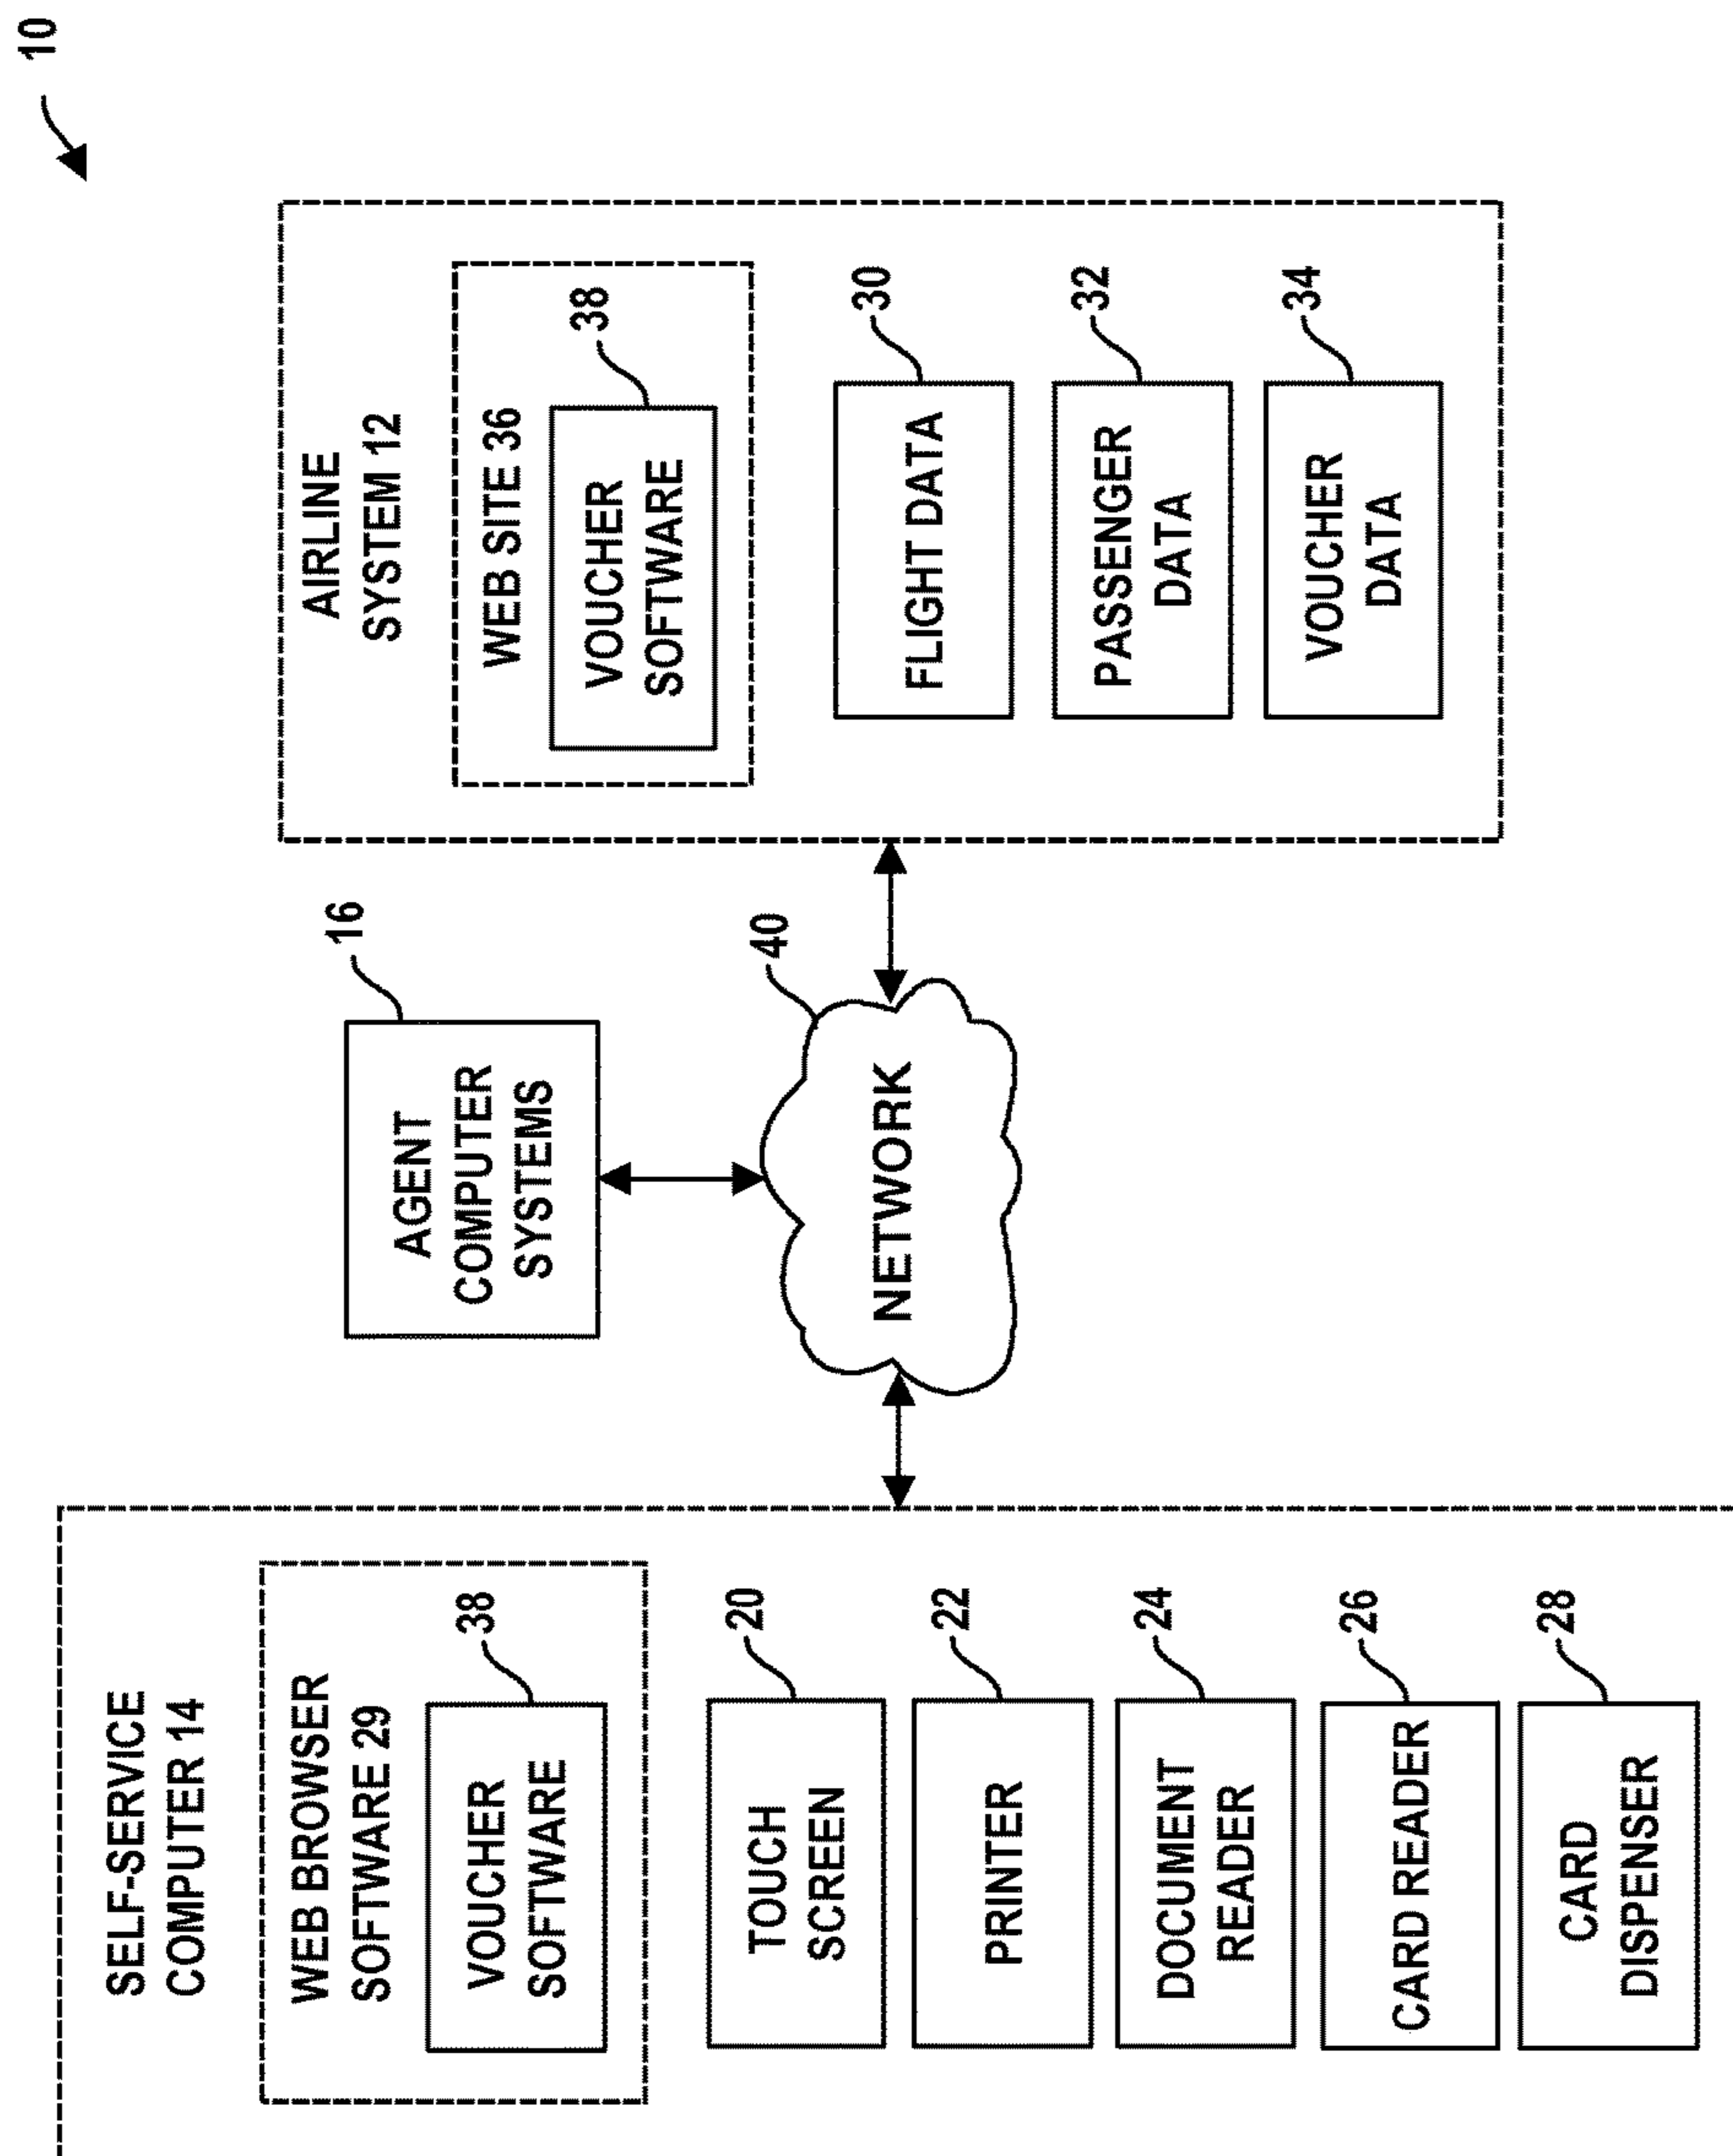 10
SELF-SERVICE
COMPUTER 14
WEB BROWSER
SOFTWARE 29
38
VOUCHER
SOFTWARE
20
TOUCH
SCREEN
22
PRINTER
24
DOCUMENT
READER
26
CARD READER
28
CARD
DISPENSER
16
AGENT
COMPUTER
SYSTEMS
40
NETWORK
AIRLINE
SYSTEM 12
WEB SITE 36
38
VOUCHER
SOFTWARE
30
FLIGHT DATA
32
PASSENGER
DATA
34
VOUCHER
DATA